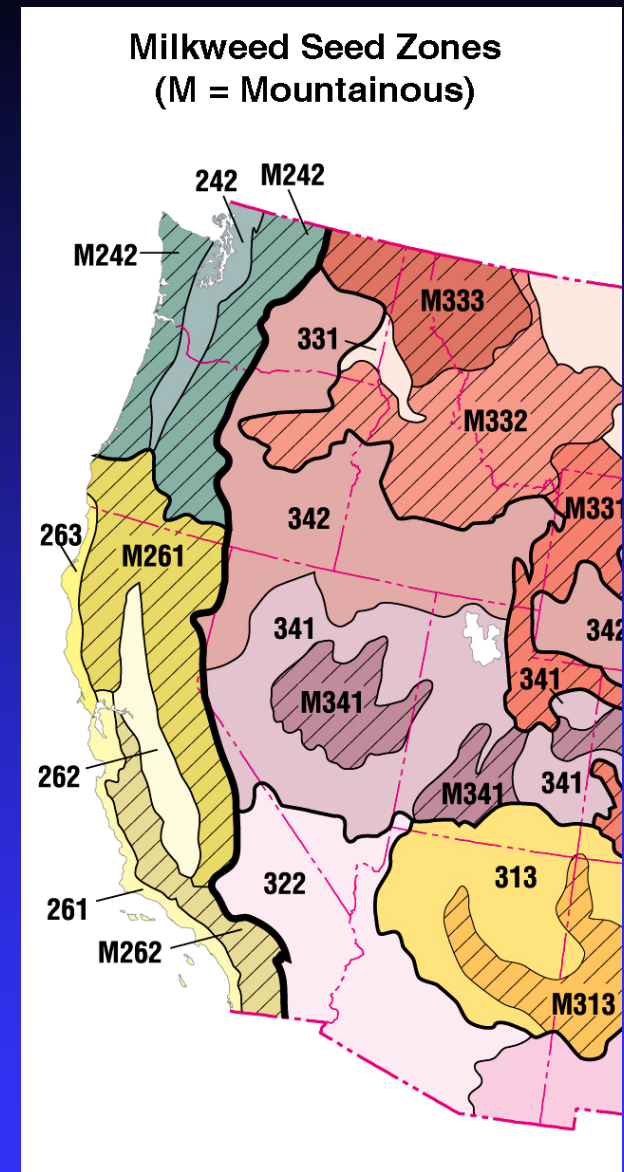 Milkweed Seed Zones
(M = Mountainous)
242
M242
M242
M333
331
M332
M331
342
263
M261
341
342
341
M341
262
M341
341
322
313
261
M262
M313